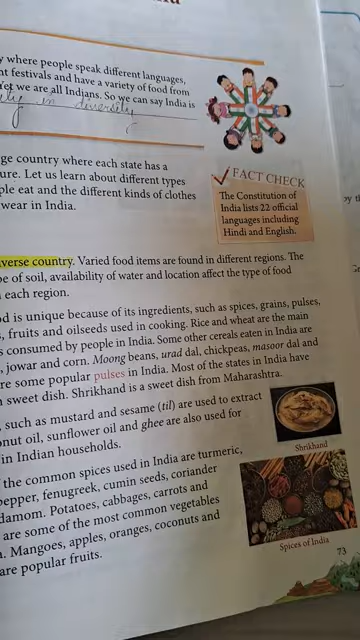 y where people speak different languages,
nt festivals and have a variety of food from
Yet we are all Indians. So we can say India is
in diversity
ge country where each state has a
ure. Let us learn about different types
ple eat and the different kinds of clothes
wear in India.
FACT CHECK
The Constitution of
India lists 22 official
languages including
Hindi and English.
verse country. Varied food items are found in different regions. The
pe of soil, availability of water and location affect the type of food
each region.
od is unique because of its ingredients, such as spices, grains, pulses,
s, fruits and oilseeds used in cooking. Rice and wheat are the main
s consumed by people in India. Some other cereals eaten in India are
, jowar and corn. Moong beans, urad dal, chickpeas, masoor dal and
re some popular pulses in India. Most of the states in India have
n sweet dish. Shrikhand is a sweet dish from Maharashtra.
, such as mustard and sesame (til) are used to extract
nut oil, sunflower oil and ghee are also used for
in Indian households.
Shrikhand
the common spices used in India are turmeric,
pepper, fenugreek, cumin seeds, coriander
damom. Potatoes, cabbages, carrots and
are some of the most common vegetables
a. Mangoes, apples, oranges, coconuts and
are popular fruits.
Spices of India
73